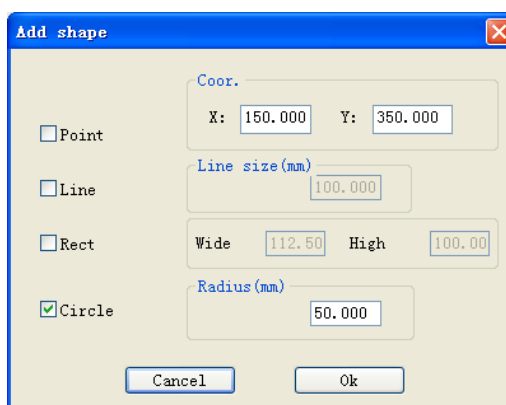 Add shape
Coor.
X: 150.000 Y: 350.000
Point
Line size(mm)
Line 100.000
Rect Wide 112.50 High 100.00
Radius(mm)
Circle 50.000
Cancel Ok